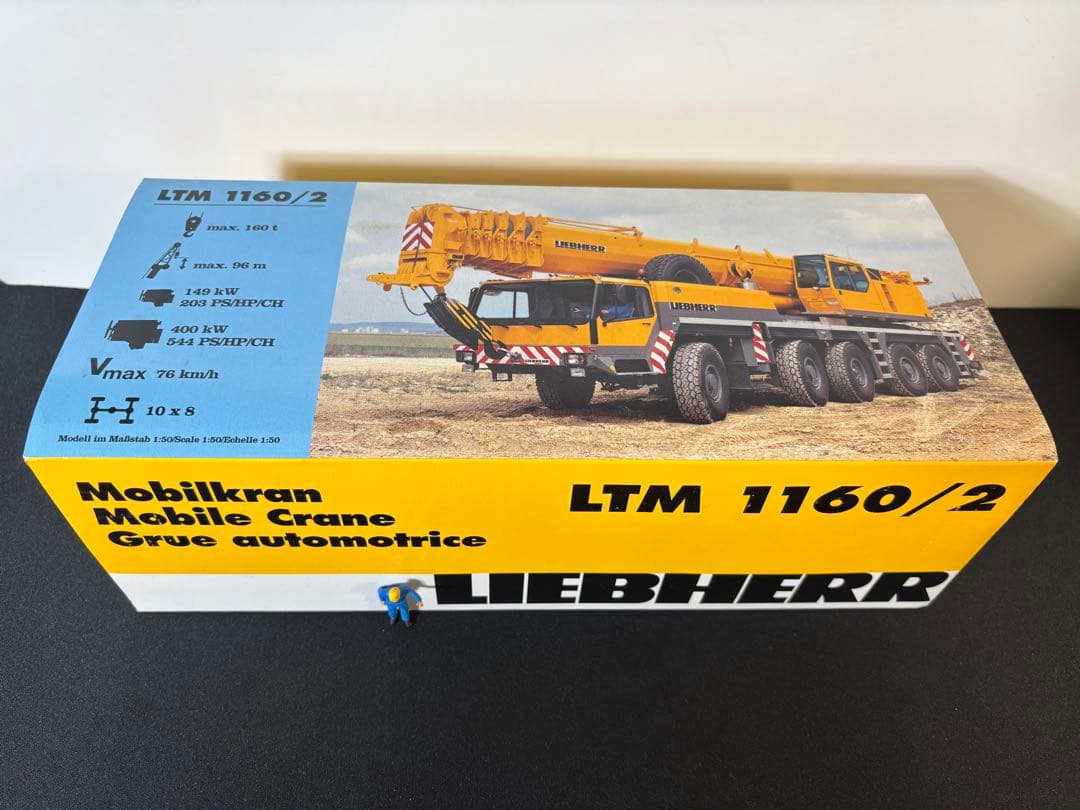 LTM 1160/2
max. 160 t
max. 96 m
149 kW
203 PS/HP/CH
400 kW
544 PS/HP/CH
Vmax 76 km/h
10 x 8
Modell im Maßstab 1:50/Scale 1:50/Echelle 1:50
LIEBHERR
LIEBHERR
LIEBHERR
Mobilkran
Mobile Crane
Grue automotrice
LTM 1160/2
LIEBHERR